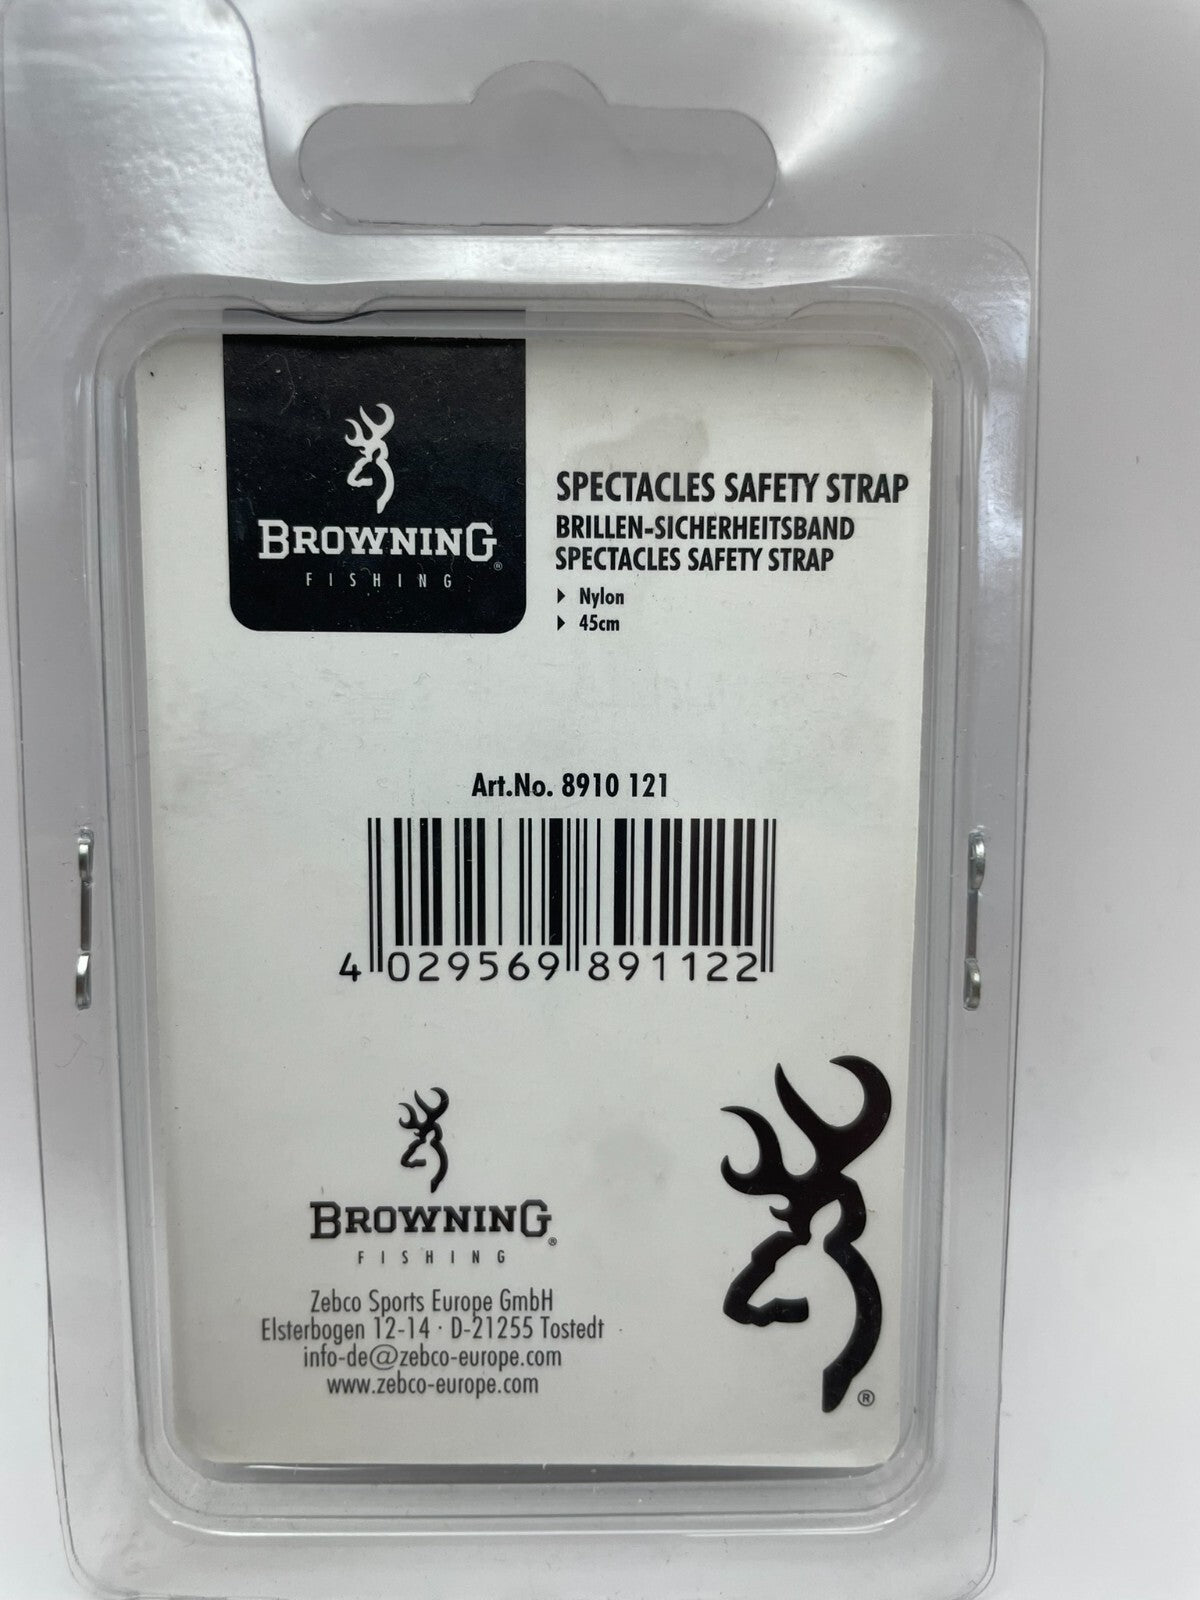 BROWNING®
FISHING
SPECTACLES SAFETY STRAP
BRILLEN-SICHERHEITSBAND
SPECTACLES SAFETY STRAP
Nylon
45cm
Art.No. 8910 121
4 029569 891122
BROWNING®
FISHING
Zebco Sports Europe GmbH
Elsterbogen 12-14 · D-21255 Tostedt
info-de@zebco-europe.com
www.zebco-europe.com
®